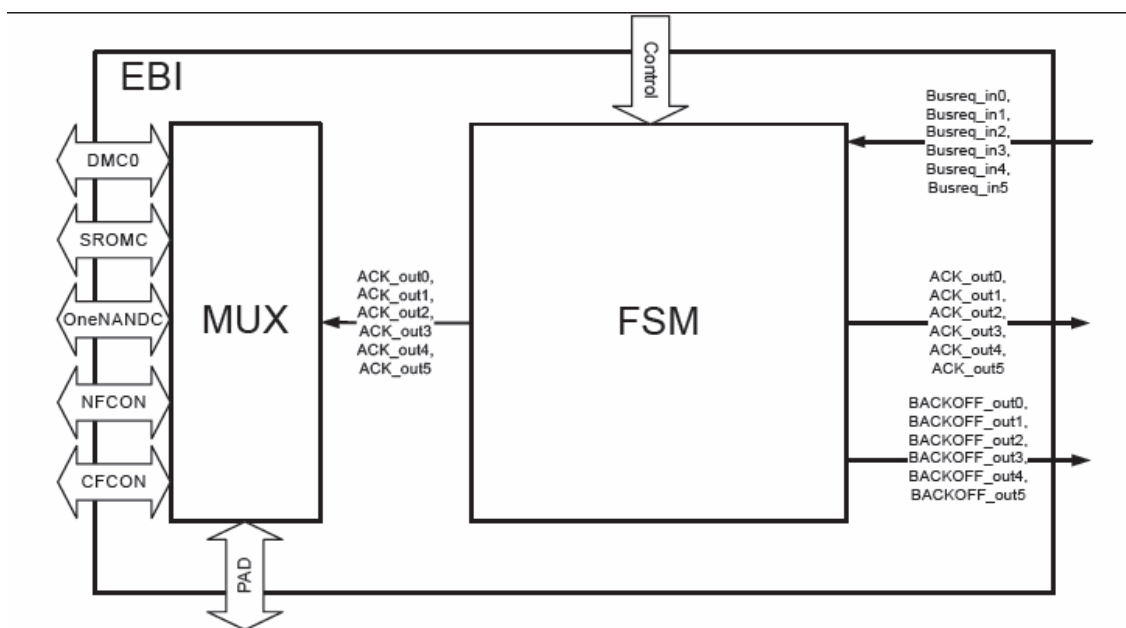 EBI
Control
DMC0
SROMC
OneNANDC
NFCON
CFCON
MUX
PAD
ACK_out0,
ACK_out1,
ACK_out2,
ACK_out3
ACK_out4,
ACK_out5
FSM
Busreq_in0,
Busreq_in1,
Busreq_in2,
Busreq_in3,
Busreq_in4,
Busreq_in5
ACK_out0,
ACK_out1,
ACK_out2,
ACK_out3,
ACK_out4,
ACK_out5
BACKOFF_out0,
BACKOFF_out1,
BACKOFF_out2,
BACKOFF_out3,
BACKOFF_out4,
BACKOFF_out5